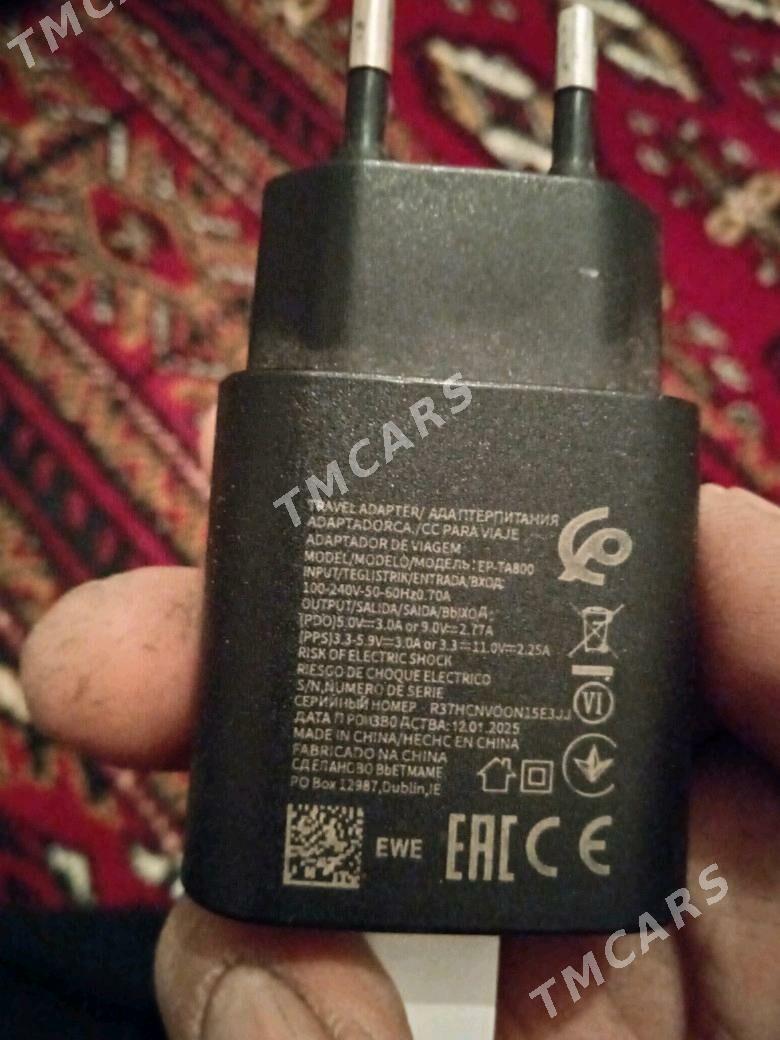 TMCARS
TMCARS
TRAVEL ADAPTER/ АДАПТЕРПИТАНИЯ
ADAPTADORCA./CC PARA VIAJE
ADAPTADOR DE VIAGEM
MODEL/MODELO/МОДЕЛЬ:EP-TA800
INPUT/TEGLISTRIK/ENTRADA/ВХОД:
100-240V-50-60Hz0.70A
OUTPUT/SALIDA/SAIDA/ВЫХОД:
(PDO)5.0V⎓3.0A or 9.0V⎓2.77A
(PPS)3.3-5.9V⎓3.0A or 3.3⎓11.0V⎓2.25A
RISK OF ELECTRIC SHOCK
RIESGO DE CHOQUE ELECTRICO
S/N,NUMERO DE SERIE
СЕРИЙНЫЙ НОМЕР R37HCNVOON15E3JJ
ДАТА ПРОИЗВОДСТВА: 12.01.2025
MADE IN CHINA/HECHC EN CHINA
FABRICADO NA CHINA
СДЕЛАНОВО ВЬЕТМАМЕ
PO Box 12987,Dublin,IE
VI
EWE EAC CE
TMCARS